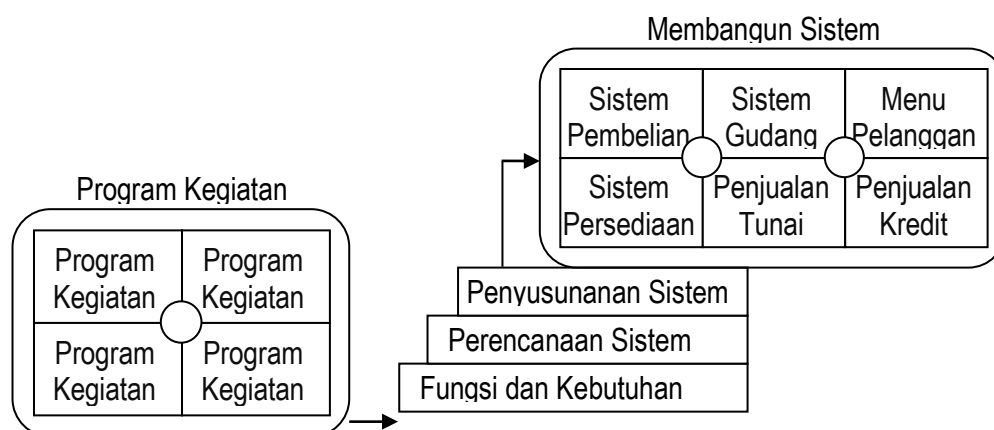 Membangun Sistem
Sistem
Pembelian
Sistem
Gudang
Menu
Pelanggan
Sistem
Persediaan
Penjualan
Tunai
Penjualan
Kredit
Program Kegiatan
Program
Kegiatan
Program
Kegiatan
Program
Kegiatan
Program
Kegiatan
Penyusunanan Sistem
Perencanaan Sistem
Fungsi dan Kebutuhan